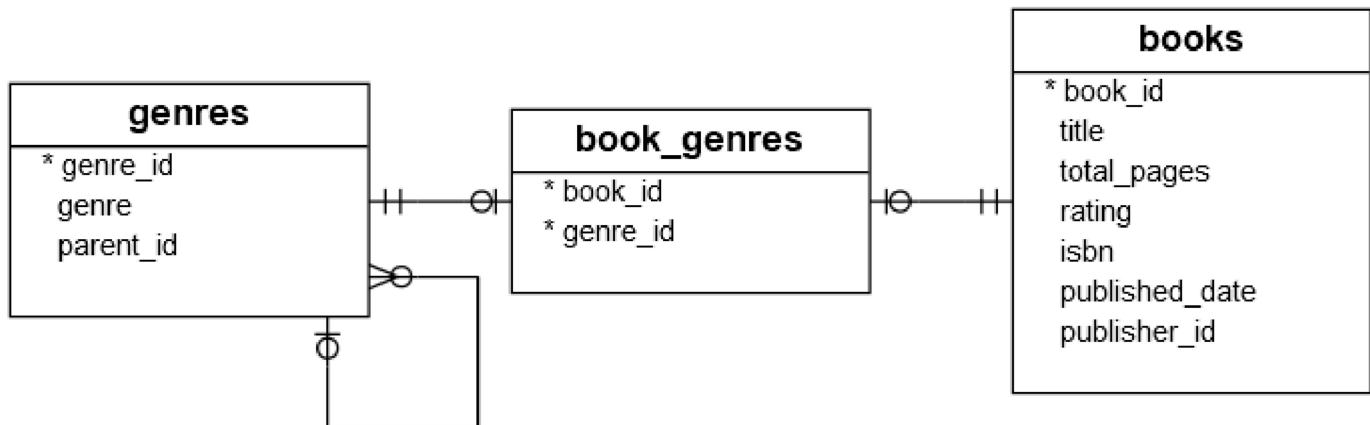 genres
* genre_id
genre
parent_id
book_genres
* book_id
* genre_id
books
* book_id
title
total_pages
rating
isbn
published_date
publisher_id